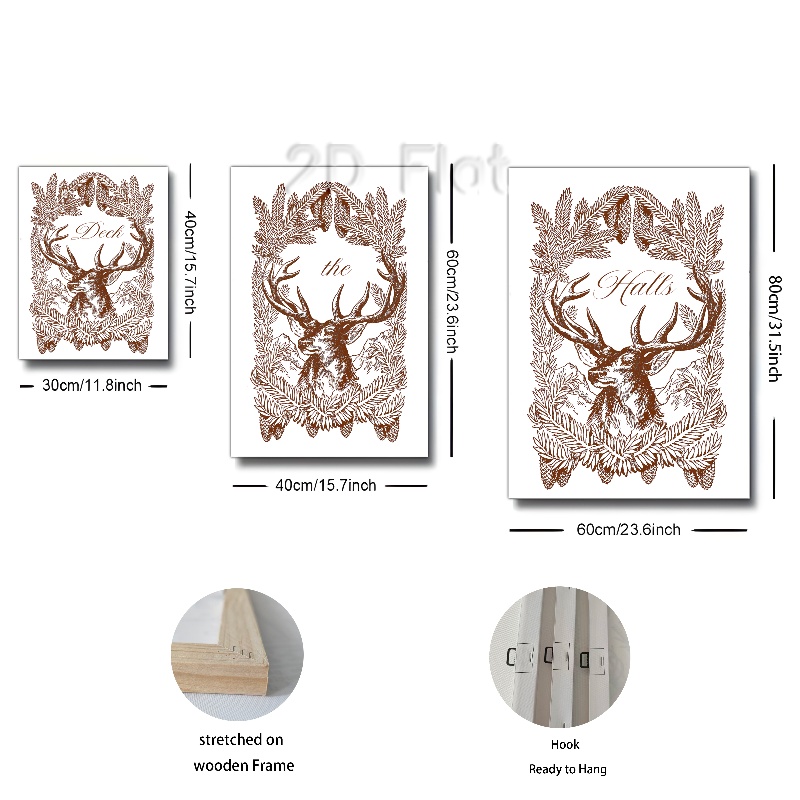 2D Flat
Deck
the
Halls
40cm/15.7inch
60cm/23.6inch
80cm/31.5inch
30cm/11.8inch
40cm/15.7inch
60cm/23.6inch
stretched on
wooden Frame
Hook
Ready to Hang